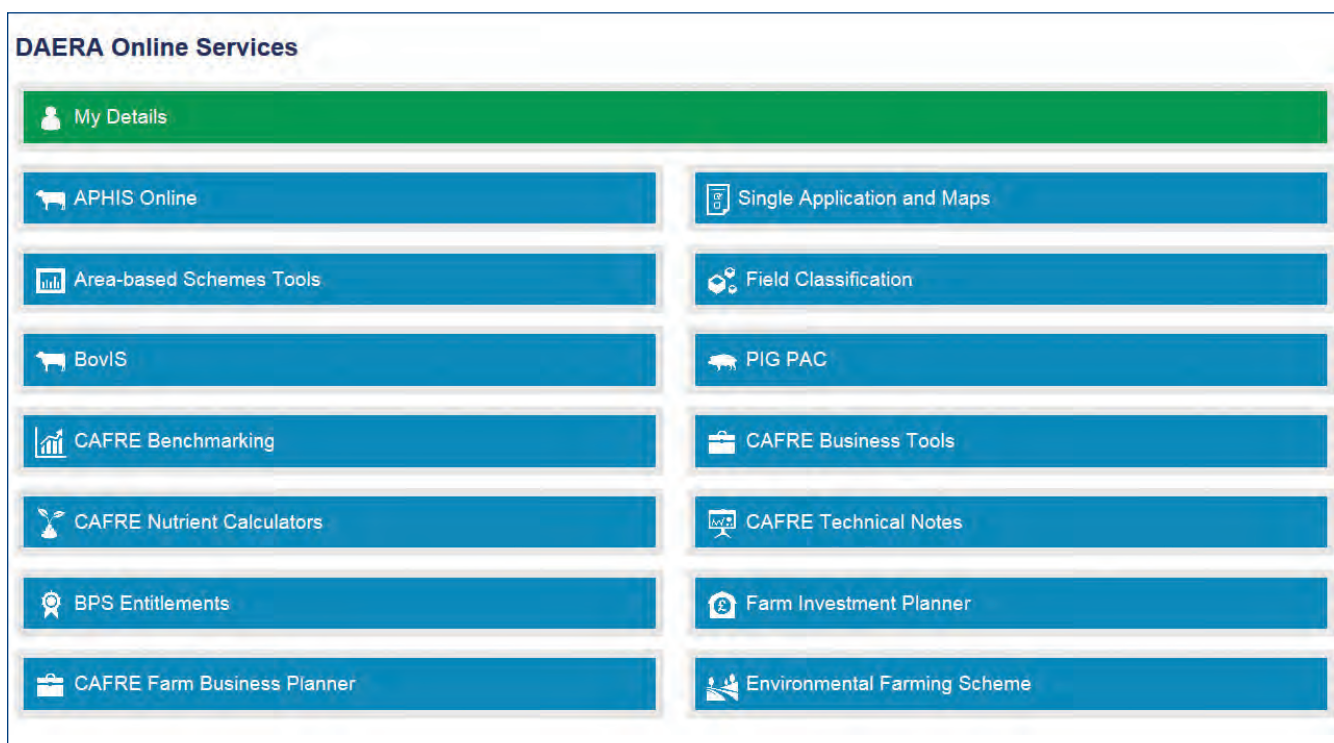 DAERA Online Services
My Details
APHIS Online
Single Application and Maps
Area-based Schemes Tools
Field Classification
BovIS
PIG PAC
CAFRE Benchmarking
CAFRE Business Tools
CAFRE Nutrient Calculators
CAFRE Technical Notes
BPS Entitlements
Farm Investment Planner
CAFRE Farm Business Planner
Environmental Farming Scheme